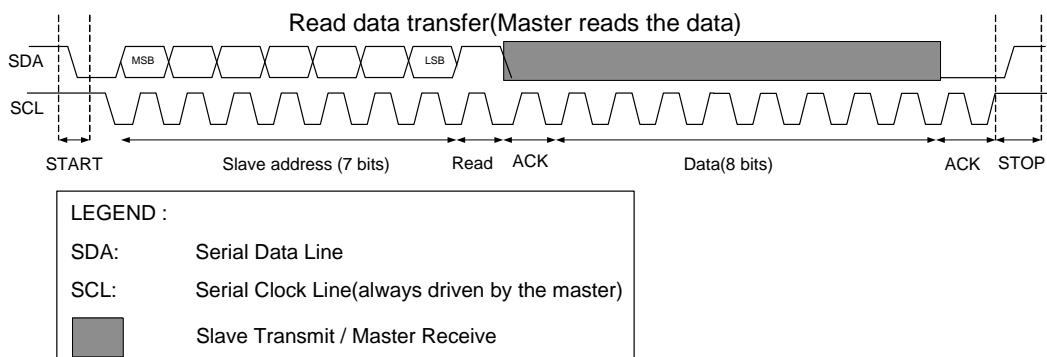 Read data transfer(Master reads the data)
SDA
MSB
LSB
SCL
START
Slave address (7 bits)
Read
ACK
Data(8 bits)
ACK
STOP
LEGEND :
SDA: Serial Data Line
SCL: Serial Clock Line(always driven by the master)
Slave Transmit / Master Receive